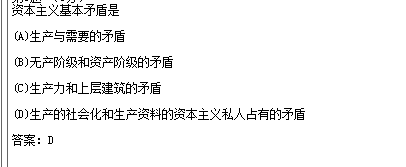 资本主义基本矛盾是
(A)生产与需要的矛盾
(B)无产阶级和资产阶级的矛盾
(C)生产力和上层建筑的矛盾
(D)生产的社会化和生产资料的资本主义私人占有的矛盾
答案：D